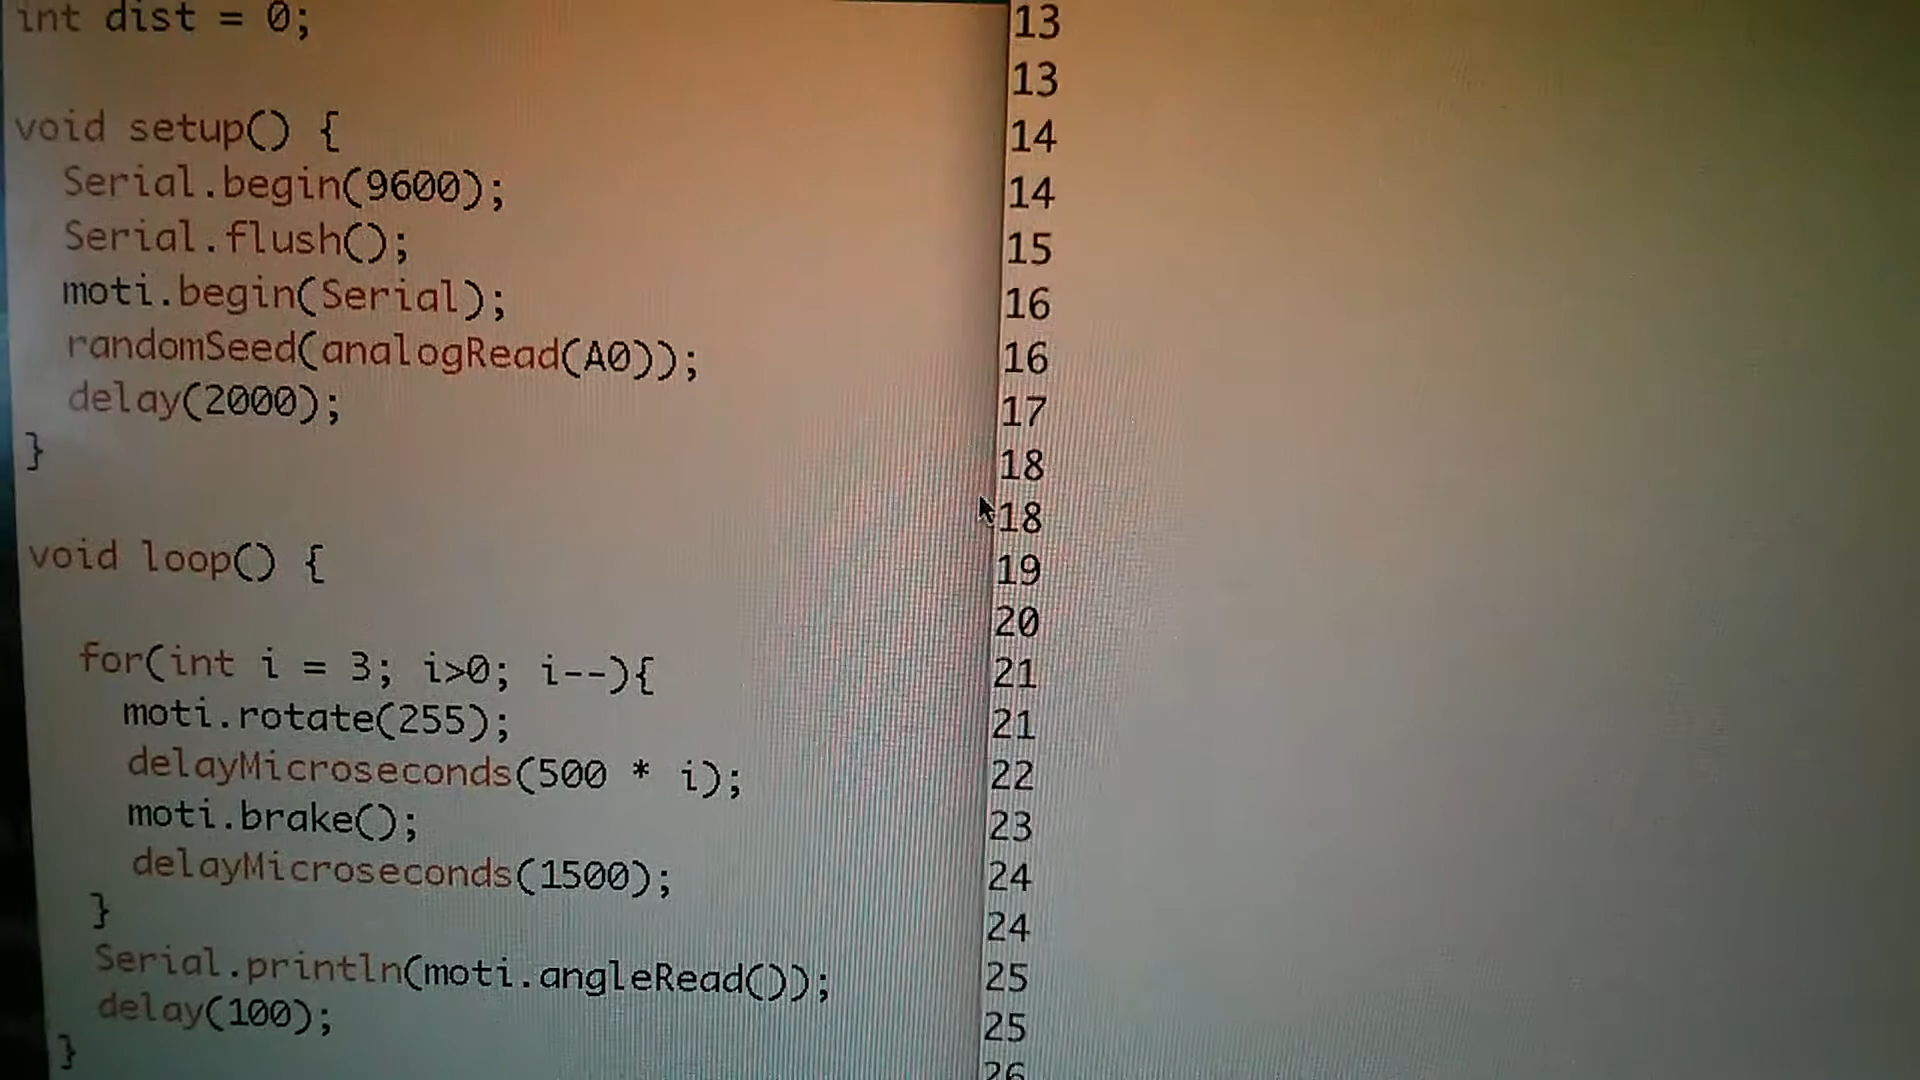 int dist = 0;
void setup() {
Serial.begin(9600);
Serial.flush();
moti.begin(Serial);
randomSeed(analogRead(A0));
delay(2000);
}
void loop() {
for(int i = 3; i>0; i--){
moti.rotate(255);
delayMicroseconds(500 * i);
moti.brake();
delayMicroseconds(1500);
}
Serial.println(moti.angleRead());
delay(100);
}
13
13
14
14
15
16
16
17
18
18
19
20
21
21
22
23
24
24
25
25
26